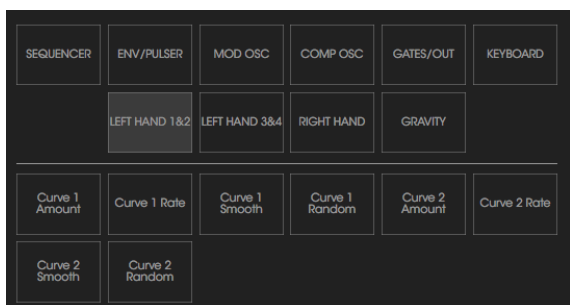 SEQUENCER
ENV/PULSER
MOD OSC
COMP OSC
GATES/OUT
KEYBOARD
LEFT HAND 1&2
LEFT HAND 3&4
RIGHT HAND
GRAVITY
Curve 1
Amount
Curve 1 Rate
Curve 1
Smooth
Curve 1
Random
Curve 2
Amount
Curve 2 Rate
Curve 2
Smooth
Curve 2
Random